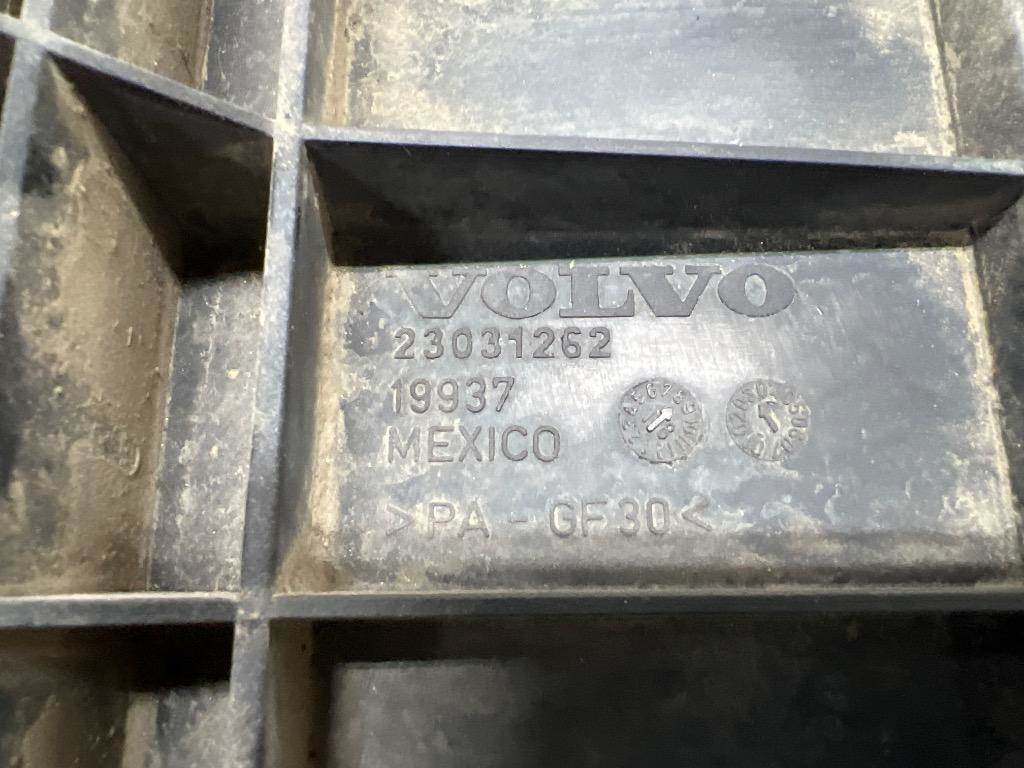 VOLVO
23031262
19937
MEXICO
>PA-GF30<